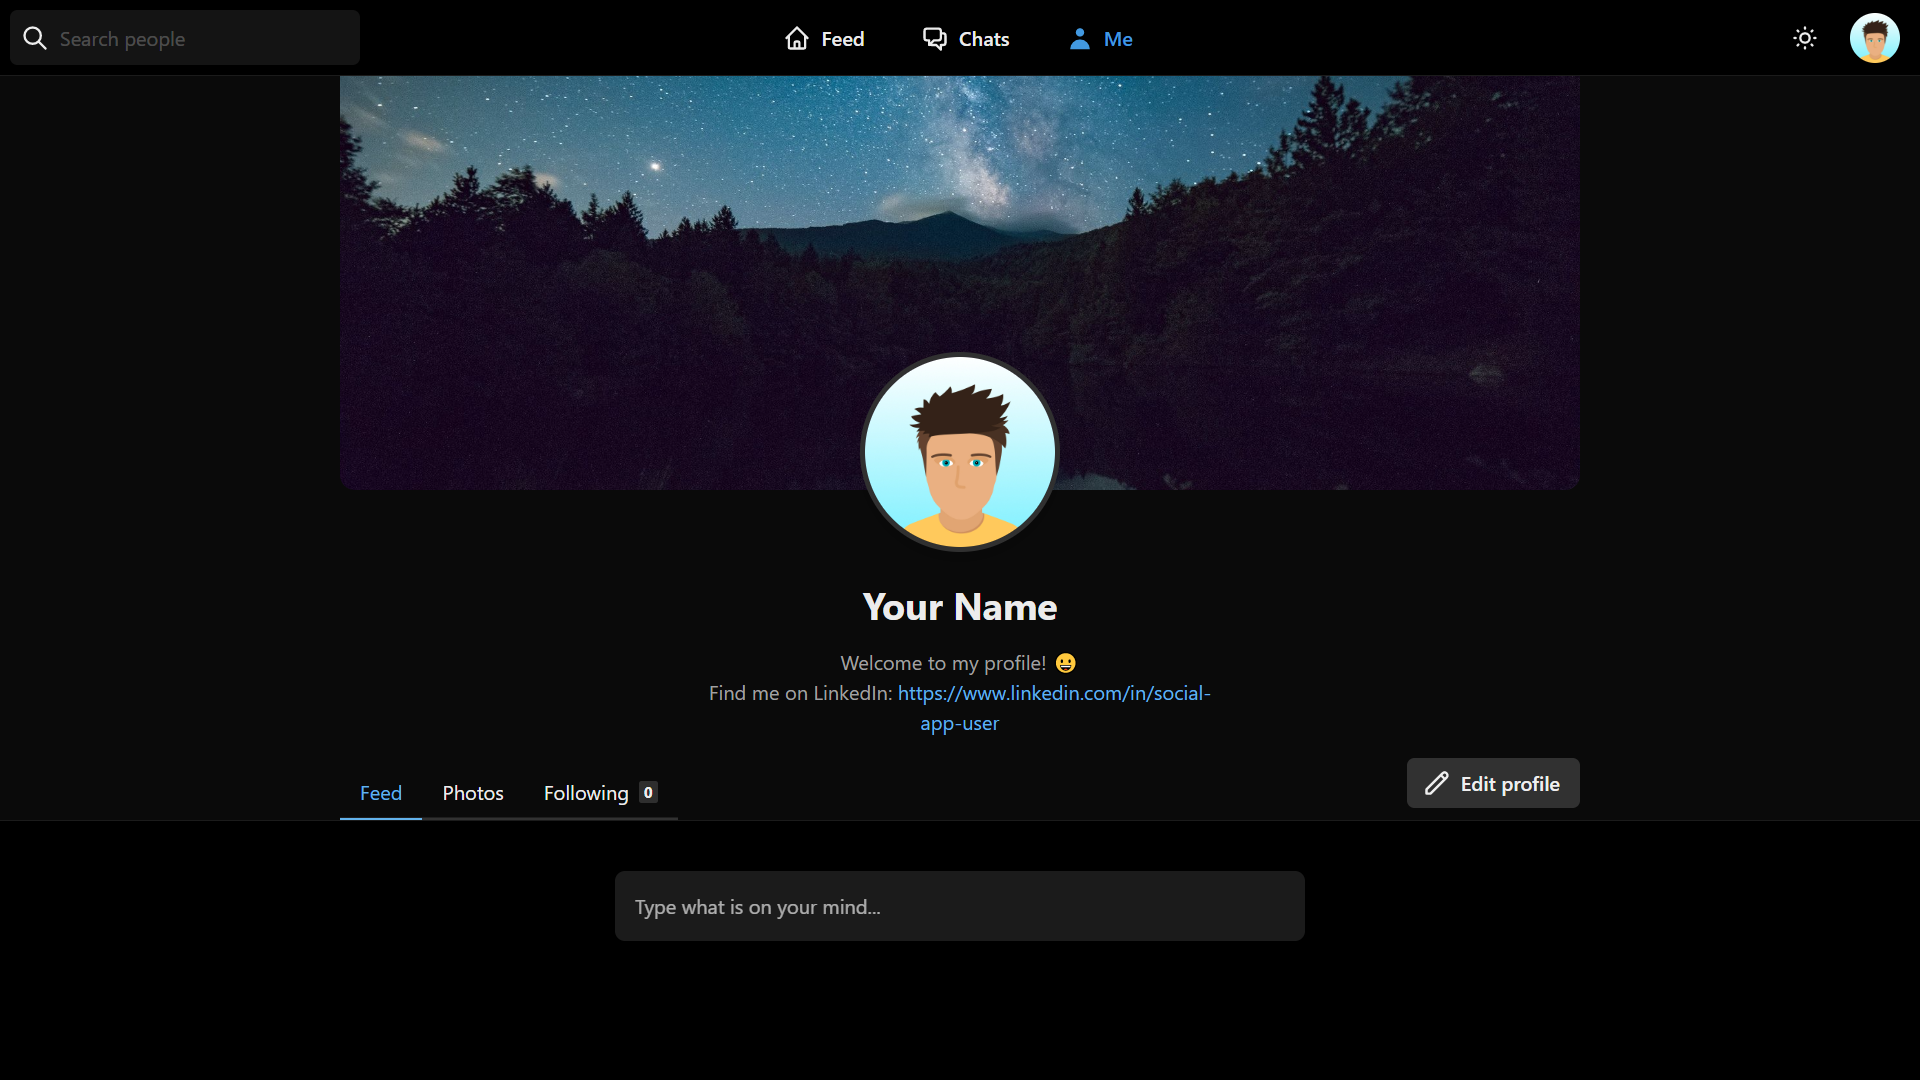 Search people
Feed
Chats
Me
Your Name
Welcome to my profile! 😀
Find me on LinkedIn: https://www.linkedin.com/in/social-
app-user
Feed
Photos
Following 0
Edit profile
Type what is on your mind...